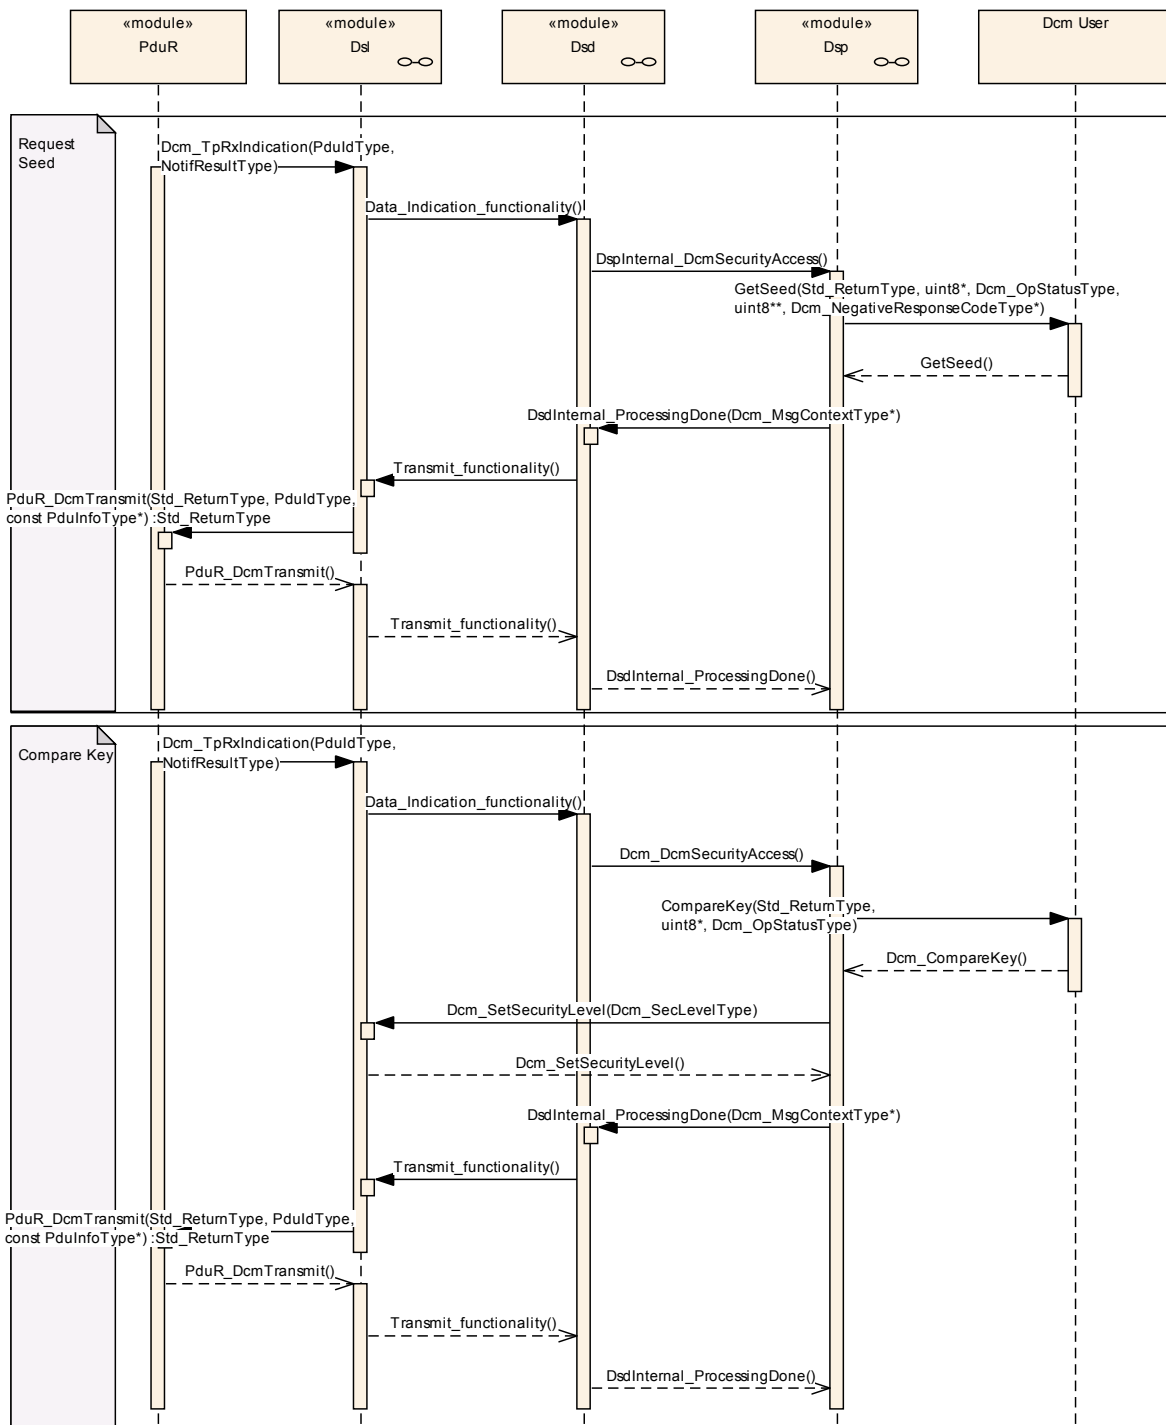 «module»
PduR
«module»
Dsl
«module»
Dsd
«module»
Dsp
Dcm User
Request
Seed
Dcm_TpRxIndication(PduIdType,
NotifResultType)
Data_Indication_functionality()
DspInternal_DcmSecurityAccess()
GetSeed(Std_ReturnType, uint8*, Dcm_OpStatusType,
uint8**, Dcm_NegativeResponseCodeType*)
GetSeed()
DsdInternal_ProcessingDone(Dcm_MsgContextType*)
Transmit_functionality()
PduR_DcmTransmit(Std_ReturnType, PduIdType,
const PduInfoType*) :Std_ReturnType
PduR_DcmTransmit()
Transmit_functionality()
DsdInternal_ProcessingDone()
Compare Key
Dcm_TpRxIndication(PduIdType,
NotifResultType)
Data_Indication_functionality()
Dcm_DcmSecurityAccess()
CompareKey(Std_ReturnType,
uint8*, Dcm_OpStatusType)
Dcm_CompareKey()
Dcm_SetSecurityLevel(Dcm_SecLevelType)
Dcm_SetSecurityLevel()
DsdInternal_ProcessingDone(Dcm_MsgContextType*)
Transmit_functionality()
PduR_DcmTransmit(Std_ReturnType, PduIdType,
const PduInfoType*) :Std_ReturnType
PduR_DcmTransmit()
Transmit_functionality()
DsdInternal_ProcessingDone()